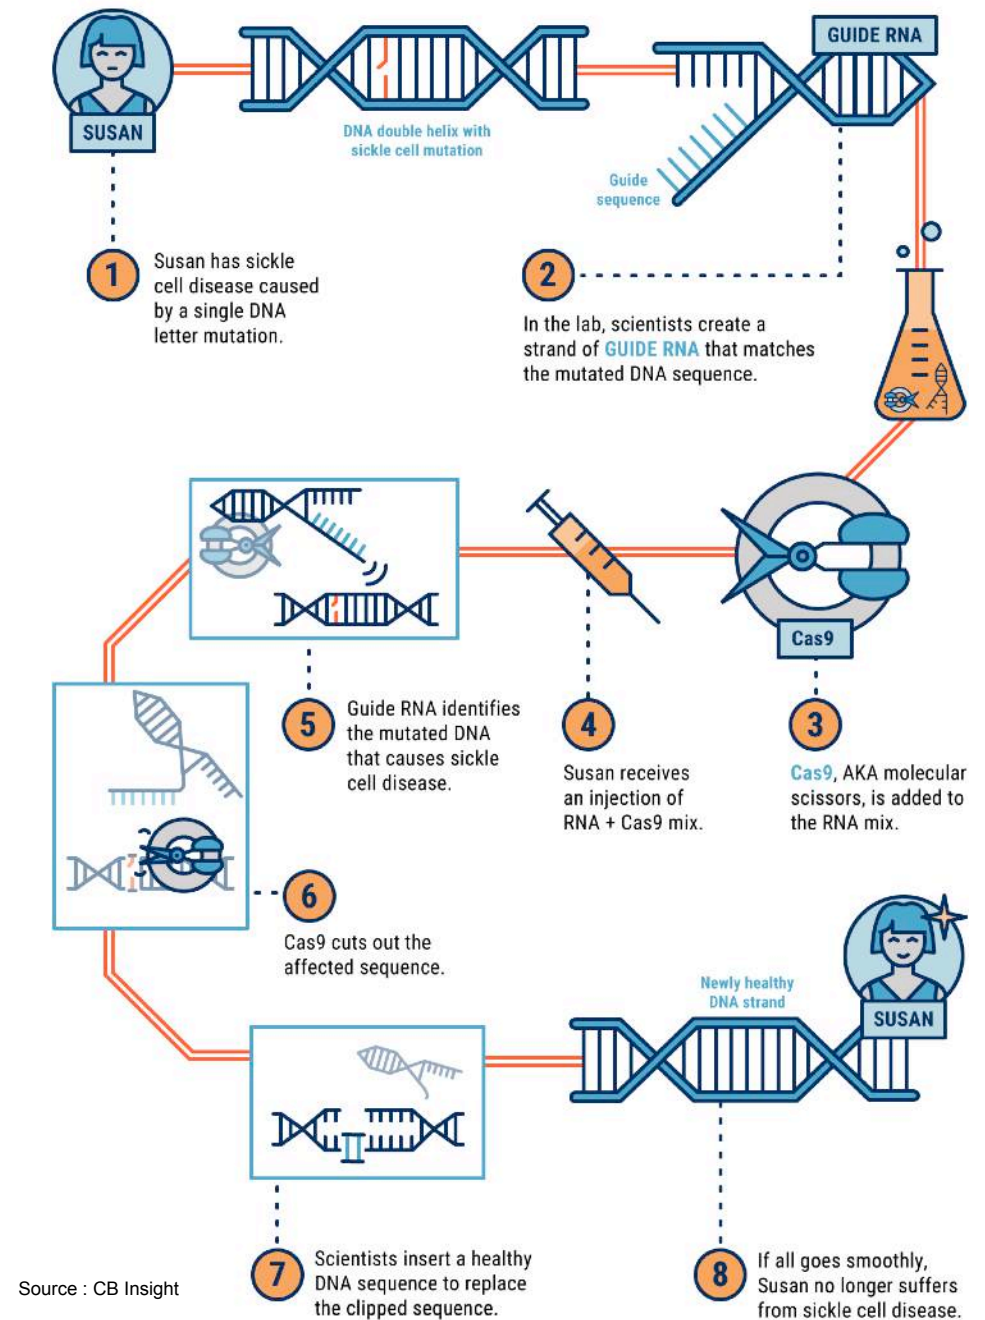 SUSAN
DNA double helix with
sickle cell mutation
GUIDE RNA
Guide
sequence
1
Susan has sickle
cell disease caused
by a single DNA
letter mutation.
2
In the lab, scientists create a
strand of GUIDE RNA that matches
the mutated DNA sequence.
Cas9
3
Cas9, AKA molecular
scissors, is added to
the RNA mix.
4
Susan receives
an injection of
RNA + Cas9 mix.
5
Guide RNA identifies
the mutated DNA
that causes sickle
cell disease.
6
Cas9 cuts out the
affected sequence.
7
Scientists insert a healthy
DNA sequence to replace
the clipped sequence.
Newly healthy
DNA strand
SUSAN
8
If all goes smoothly,
Susan no longer suffers
from sickle cell disease.
Source : CB Insight